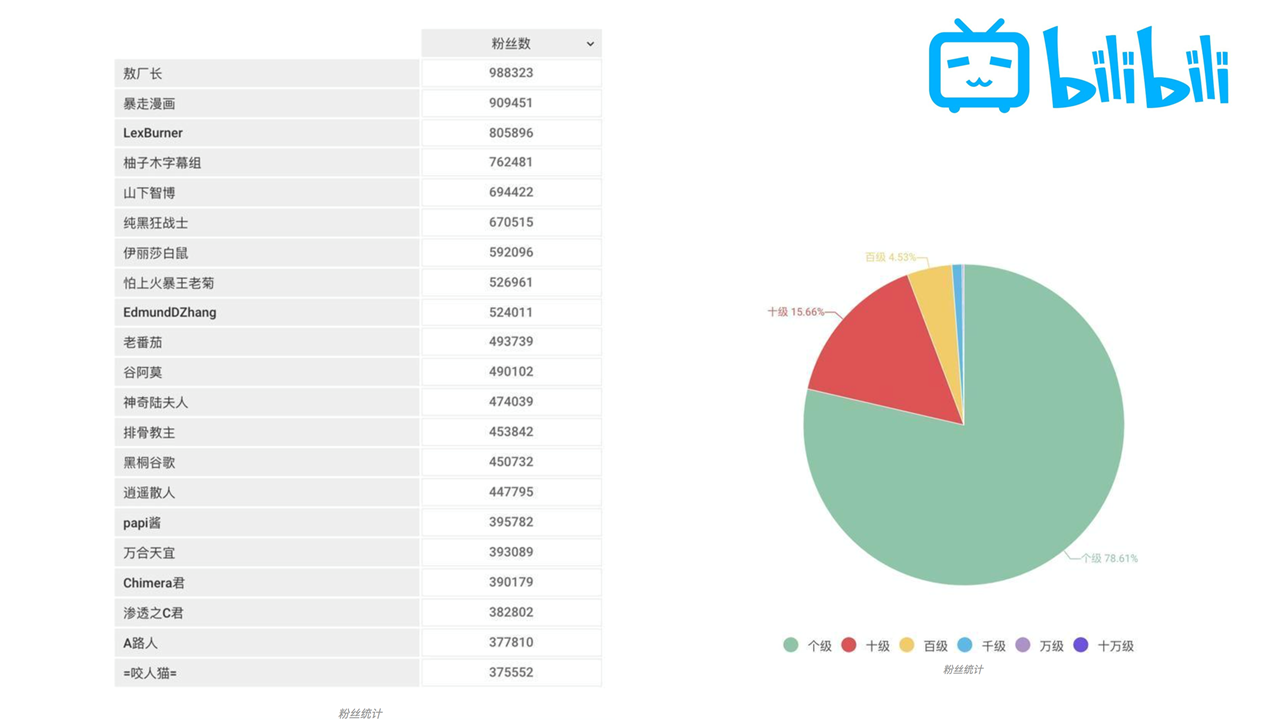 粉丝数
敖厂长 988323
暴走漫画 909451
LexBurner 805896
柚子木字幕组 762481
山下智博 694422
纯黑狂战士 670515
伊丽莎白鼠 592096
怕上火暴王老菊 526961
EdmundDZhang 524011
老番茄 493739
谷阿莫 490102
神奇陆夫人 474039
排骨教主 453842
黑桐谷歌 450732
逍遥散人 447795
papi酱 395782
万合天宜 393089
Chimera君 390179
渗透之C君 382802
A路人 377810
=咬人猫= 375552
粉丝统计
bilibili
百级 4.53%
十级 15.66%
个级 78.61%
个级 十级 百级 千级 万级 十万级
粉丝统计